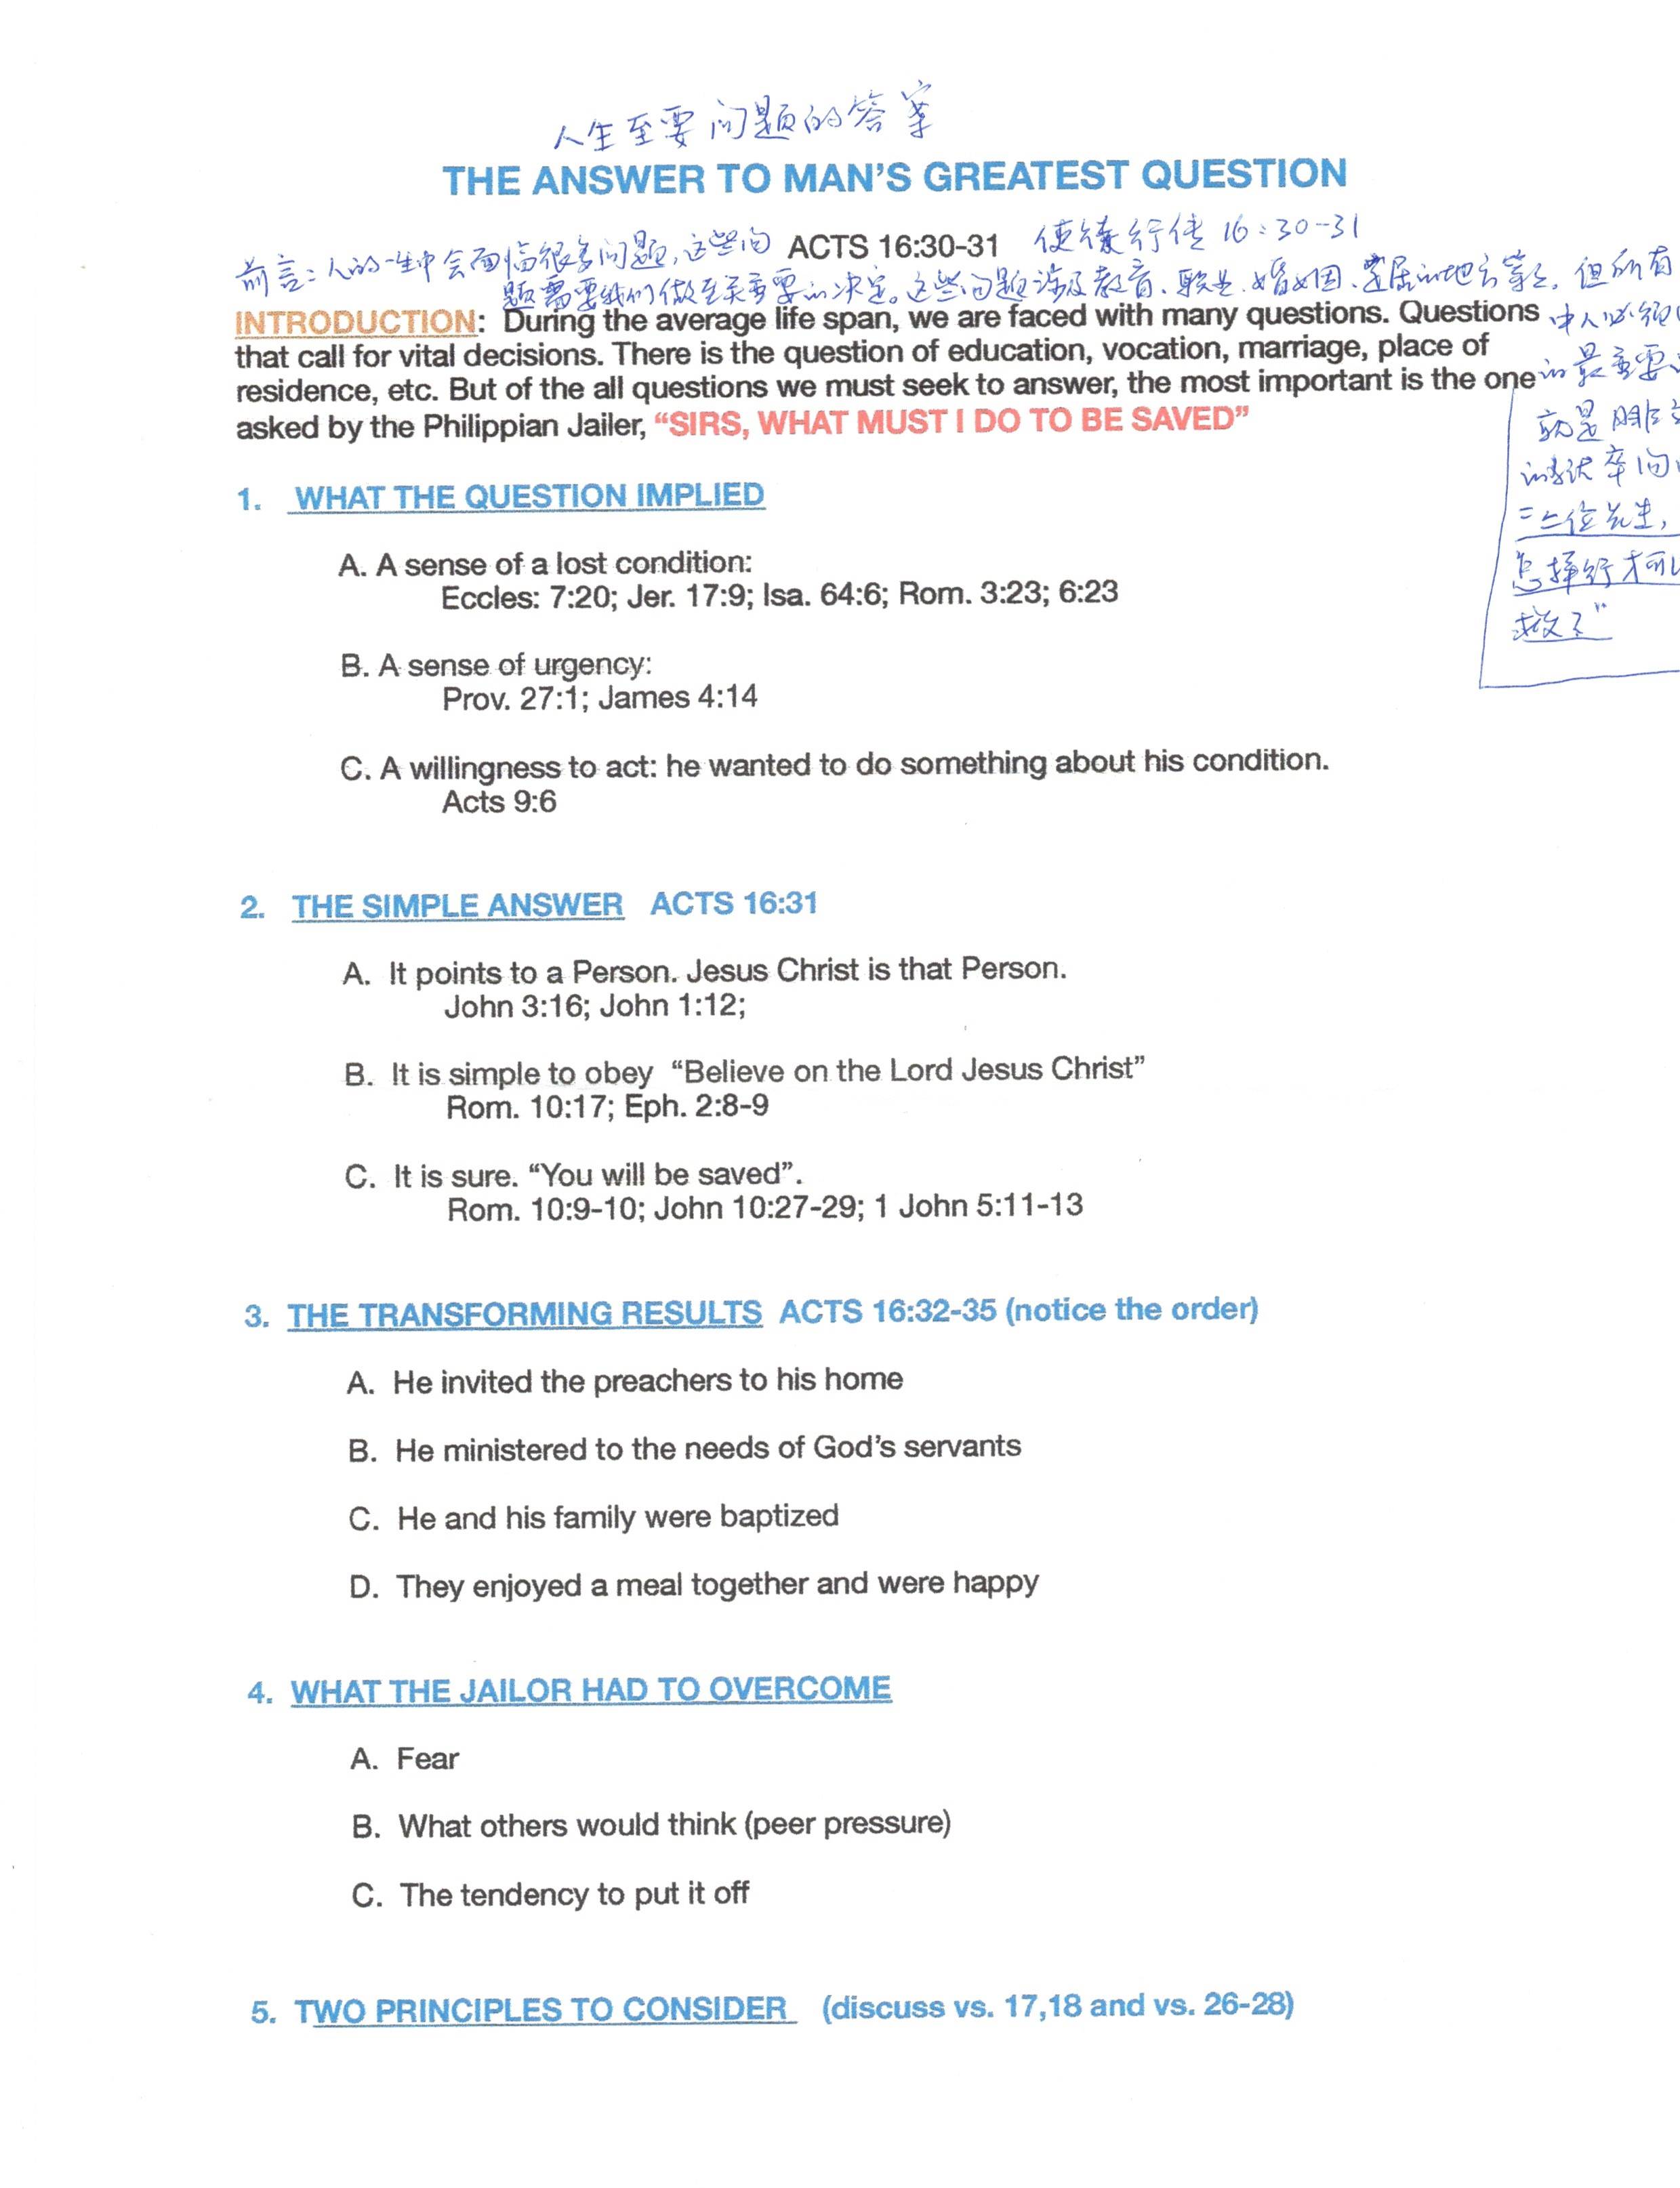 人生至要问题的答案
THE ANSWER TO MAN'S GREATEST QUESTION
ACTS 16:30-31 使徒行传 16:30-31
前言:人的一生中会面临很多问题,这些问
题需要我们做至关重要的决定。这些问题涉及教育、职业、婚姻、居住的地方等等。但所有
INTRODUCTION: During the average life span, we are faced with many questions. Questions
中人必须
that call for vital decisions. There is the question of education, vocation, marriage, place of
的最重要
residence, etc. But of the all questions we must seek to answer, the most important is the one
asked by the Philippian Jailer, “SIRS, WHAT MUST I DO TO BE SAVED”
就是腓立
的狱卒问
“二位先生,
怎样行才可以
救了”
1. WHAT THE QUESTION IMPLIED
A. A sense of a lost condition:
Eccles: 7:20; Jer. 17:9; Isa. 64:6; Rom. 3:23; 6:23
B. A sense of urgency:
Prov. 27:1; James 4:14
C. A willingness to act: he wanted to do something about his condition.
Acts 9:6
2. THE SIMPLE ANSWER ACTS 16:31
A. It points to a Person. Jesus Christ is that Person.
John 3:16; John 1:12;
B. It is simple to obey “Believe on the Lord Jesus Christ”
Rom. 10:17; Eph. 2:8-9
C. It is sure. “You will be saved”.
Rom. 10:9-10; John 10:27-29; 1 John 5:11-13
3. THE TRANSFORMING RESULTS ACTS 16:32-35 (notice the order)
A. He invited the preachers to his home
B. He ministered to the needs of God's servants
C. He and his family were baptized
D. They enjoyed a meal together and were happy
4. WHAT THE JAILOR HAD TO OVERCOME
A. Fear
B. What others would think (peer pressure)
C. The tendency to put it off
5. TWO PRINCIPLES TO CONSIDER (discuss vs. 17,18 and vs. 26-28)